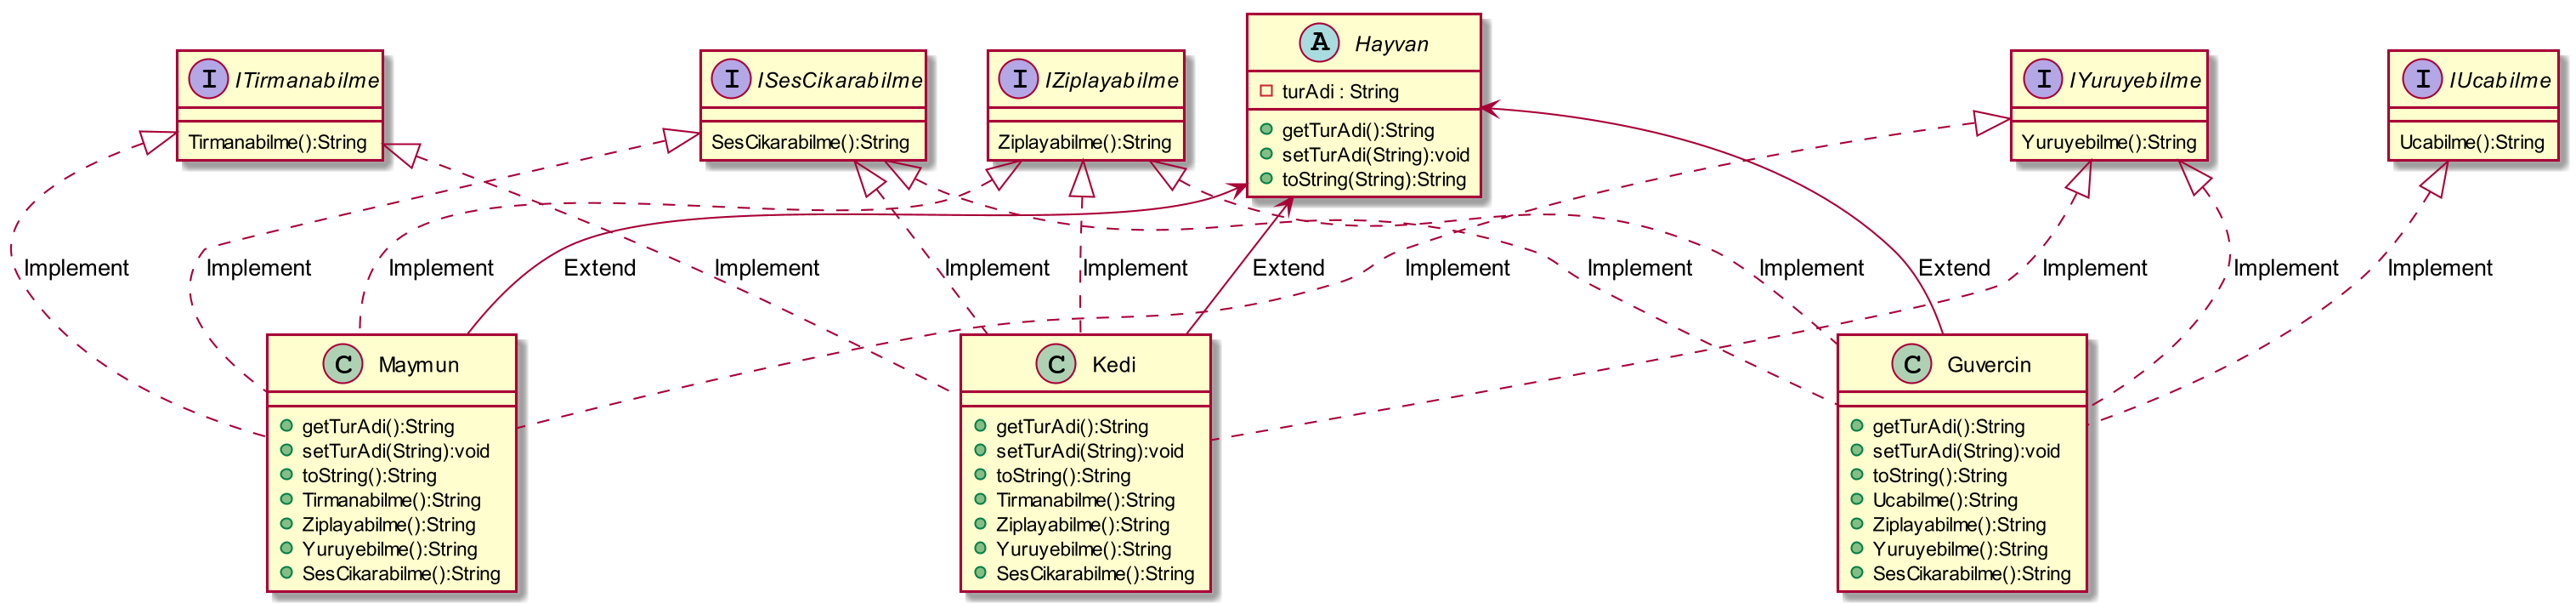 I ITirmanabilme
Tirmanabilme():String
I ISesCikarabilme
SesCikarabilme():String
I IZiplayabilme
Ziplayabilme():String
A Hayvan
turAdi : String
getTurAdi():String
setTurAdi(String):void
toString(String):String
I IYuruyebilme
Yuruyebilme():String
I IUcabilme
Ucabilme():String
Implement
Implement
Implement
Extend
Implement
Implement
Implement
Extend
Implement
Implement
Implement
Extend
Implement
Implement
Implement
C Maymun
getTurAdi():String
setTurAdi(String):void
toString():String
Tirmanabilme():String
Ziplayabilme():String
Yuruyebilme():String
SesCikarabilme():String
C Kedi
getTurAdi():String
setTurAdi(String):void
toString():String
Tirmanabilme():String
Ziplayabilme():String
Yuruyebilme():String
SesCikarabilme():String
C Guvercin
getTurAdi():String
setTurAdi(String):void
toString():String
Ucabilme():String
Ziplayabilme():String
Yuruyebilme():String
SesCikarabilme():String